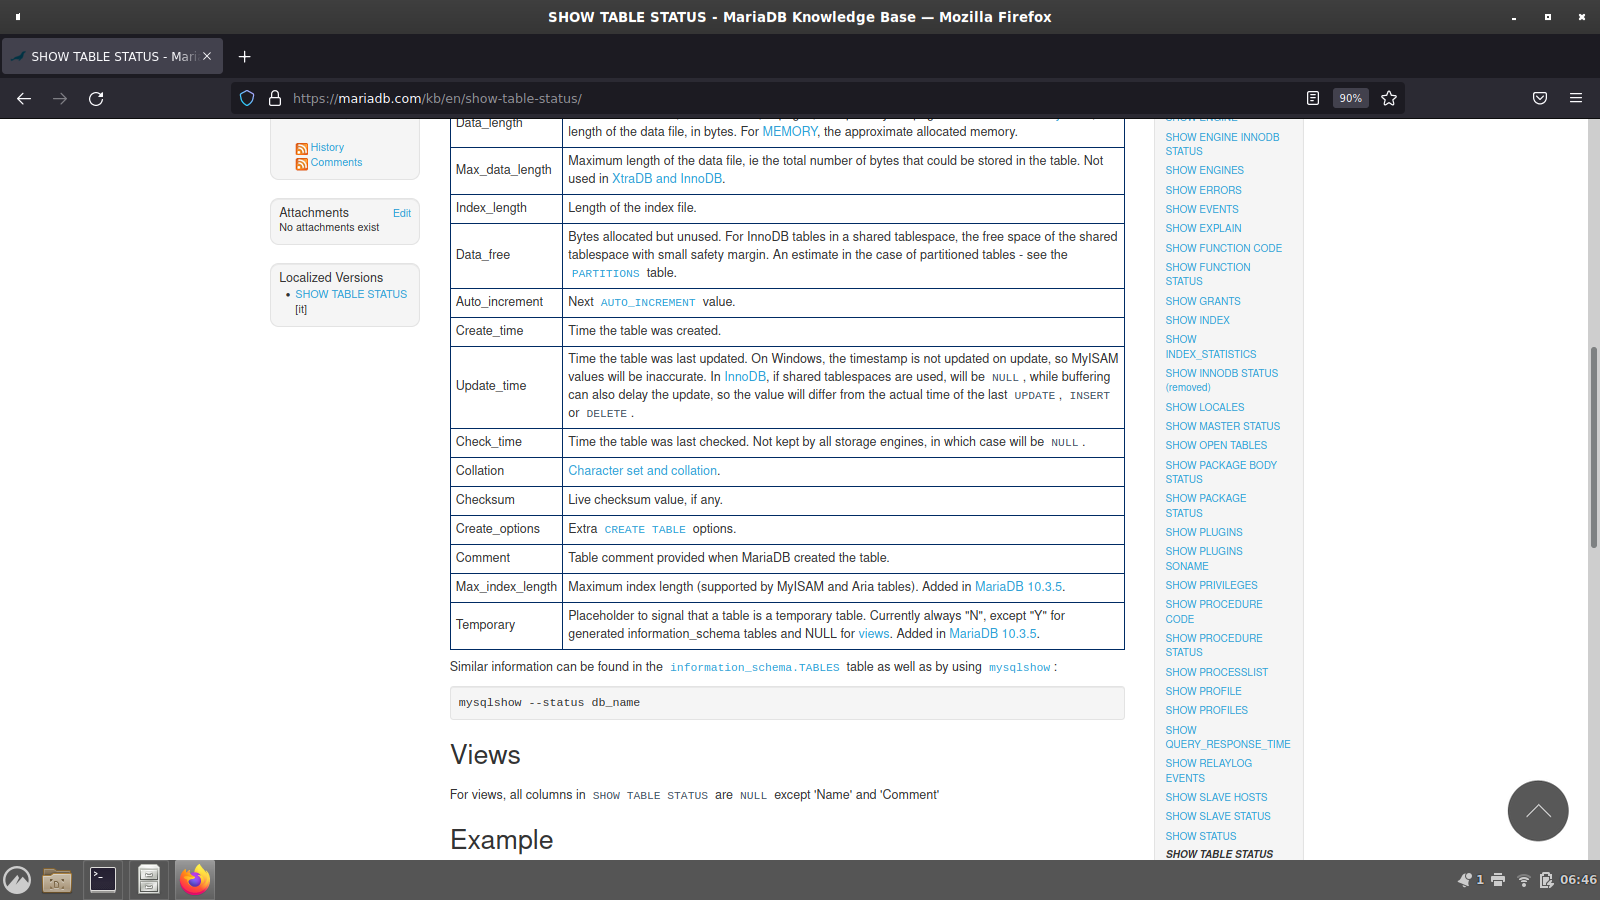 SHOW TABLE STATUS - MariaDB Knowledge Base — Mozilla Firefox
SHOW TABLE STATUS - Mari
https://mariadb.com/kb/en/show-table-status/
90%
History
Comments
Attachments
Edit
No attachments exist
Localized Versions
SHOW TABLE STATUS
[it]
Data_length
length of the data file, in bytes. For MEMORY, the approximate allocated memory.
Max_data_length
Maximum length of the data file, ie the total number of bytes that could be stored in the table. Not
used in XtraDB and InnoDB.
Index_length
Length of the index file.
Data_free
Bytes allocated but unused. For InnoDB tables in a shared tablespace, the free space of the shared
tablespace with small safety margin. An estimate in the case of partitioned tables - see the
PARTITIONS table.
Auto_increment
Next AUTO_INCREMENT value.
Create_time
Time the table was created.
Update_time
Time the table was last updated. On Windows, the timestamp is not updated on update, so MyISAM
values will be inaccurate. In InnoDB, if shared tablespaces are used, will be NULL , while buffering
can also delay the update, so the value will differ from the actual time of the last UPDATE , INSERT
or DELETE .
Check_time
Time the table was last checked. Not kept by all storage engines, in which case will be NULL .
Collation
Character set and collation.
Checksum
Live checksum value, if any.
Create_options
Extra CREATE TABLE options.
Comment
Table comment provided when MariaDB created the table.
Max_index_length
Maximum index length (supported by MyISAM and Aria tables). Added in MariaDB 10.3.5.
Temporary
Placeholder to signal that a table is a temporary table. Currently always "N", except "Y" for
generated information_schema tables and NULL for views. Added in MariaDB 10.3.5.
Similar information can be found in the information_schema.TABLES table as well as by using mysqlshow :
mysqlshow --status db_name
Views
For views, all columns in SHOW TABLE STATUS are NULL except 'Name' and 'Comment'
Example
SHOW ENGINE
SHOW ENGINE INNODB
STATUS
SHOW ENGINES
SHOW ERRORS
SHOW EVENTS
SHOW EXPLAIN
SHOW FUNCTION CODE
SHOW FUNCTION
STATUS
SHOW GRANTS
SHOW INDEX
SHOW
INDEX_STATISTICS
SHOW INNODB STATUS
(removed)
SHOW LOCALES
SHOW MASTER STATUS
SHOW OPEN TABLES
SHOW PACKAGE BODY
STATUS
SHOW PACKAGE
STATUS
SHOW PLUGINS
SHOW PLUGINS
SONAME
SHOW PRIVILEGES
SHOW PROCEDURE
CODE
SHOW PROCEDURE
STATUS
SHOW PROCESSLIST
SHOW PROFILE
SHOW PROFILES
SHOW
QUERY_RESPONSE_TIME
SHOW RELAYLOG
EVENTS
SHOW SLAVE HOSTS
SHOW SLAVE STATUS
SHOW STATUS
SHOW TABLE STATUS
1
06:46